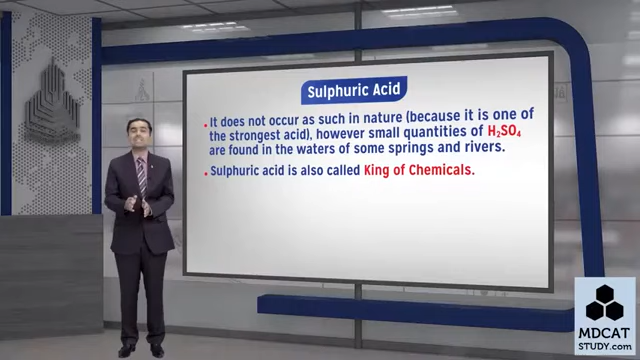 Sulphuric Acid
• It does not occur as such in nature (because it is one of
the strongest acid), however small quantities of H₂SO₄
are found in the waters of some springs and rivers.
• Sulphuric acid is also called King of Chemicals.
MDCAT
STUDY.com